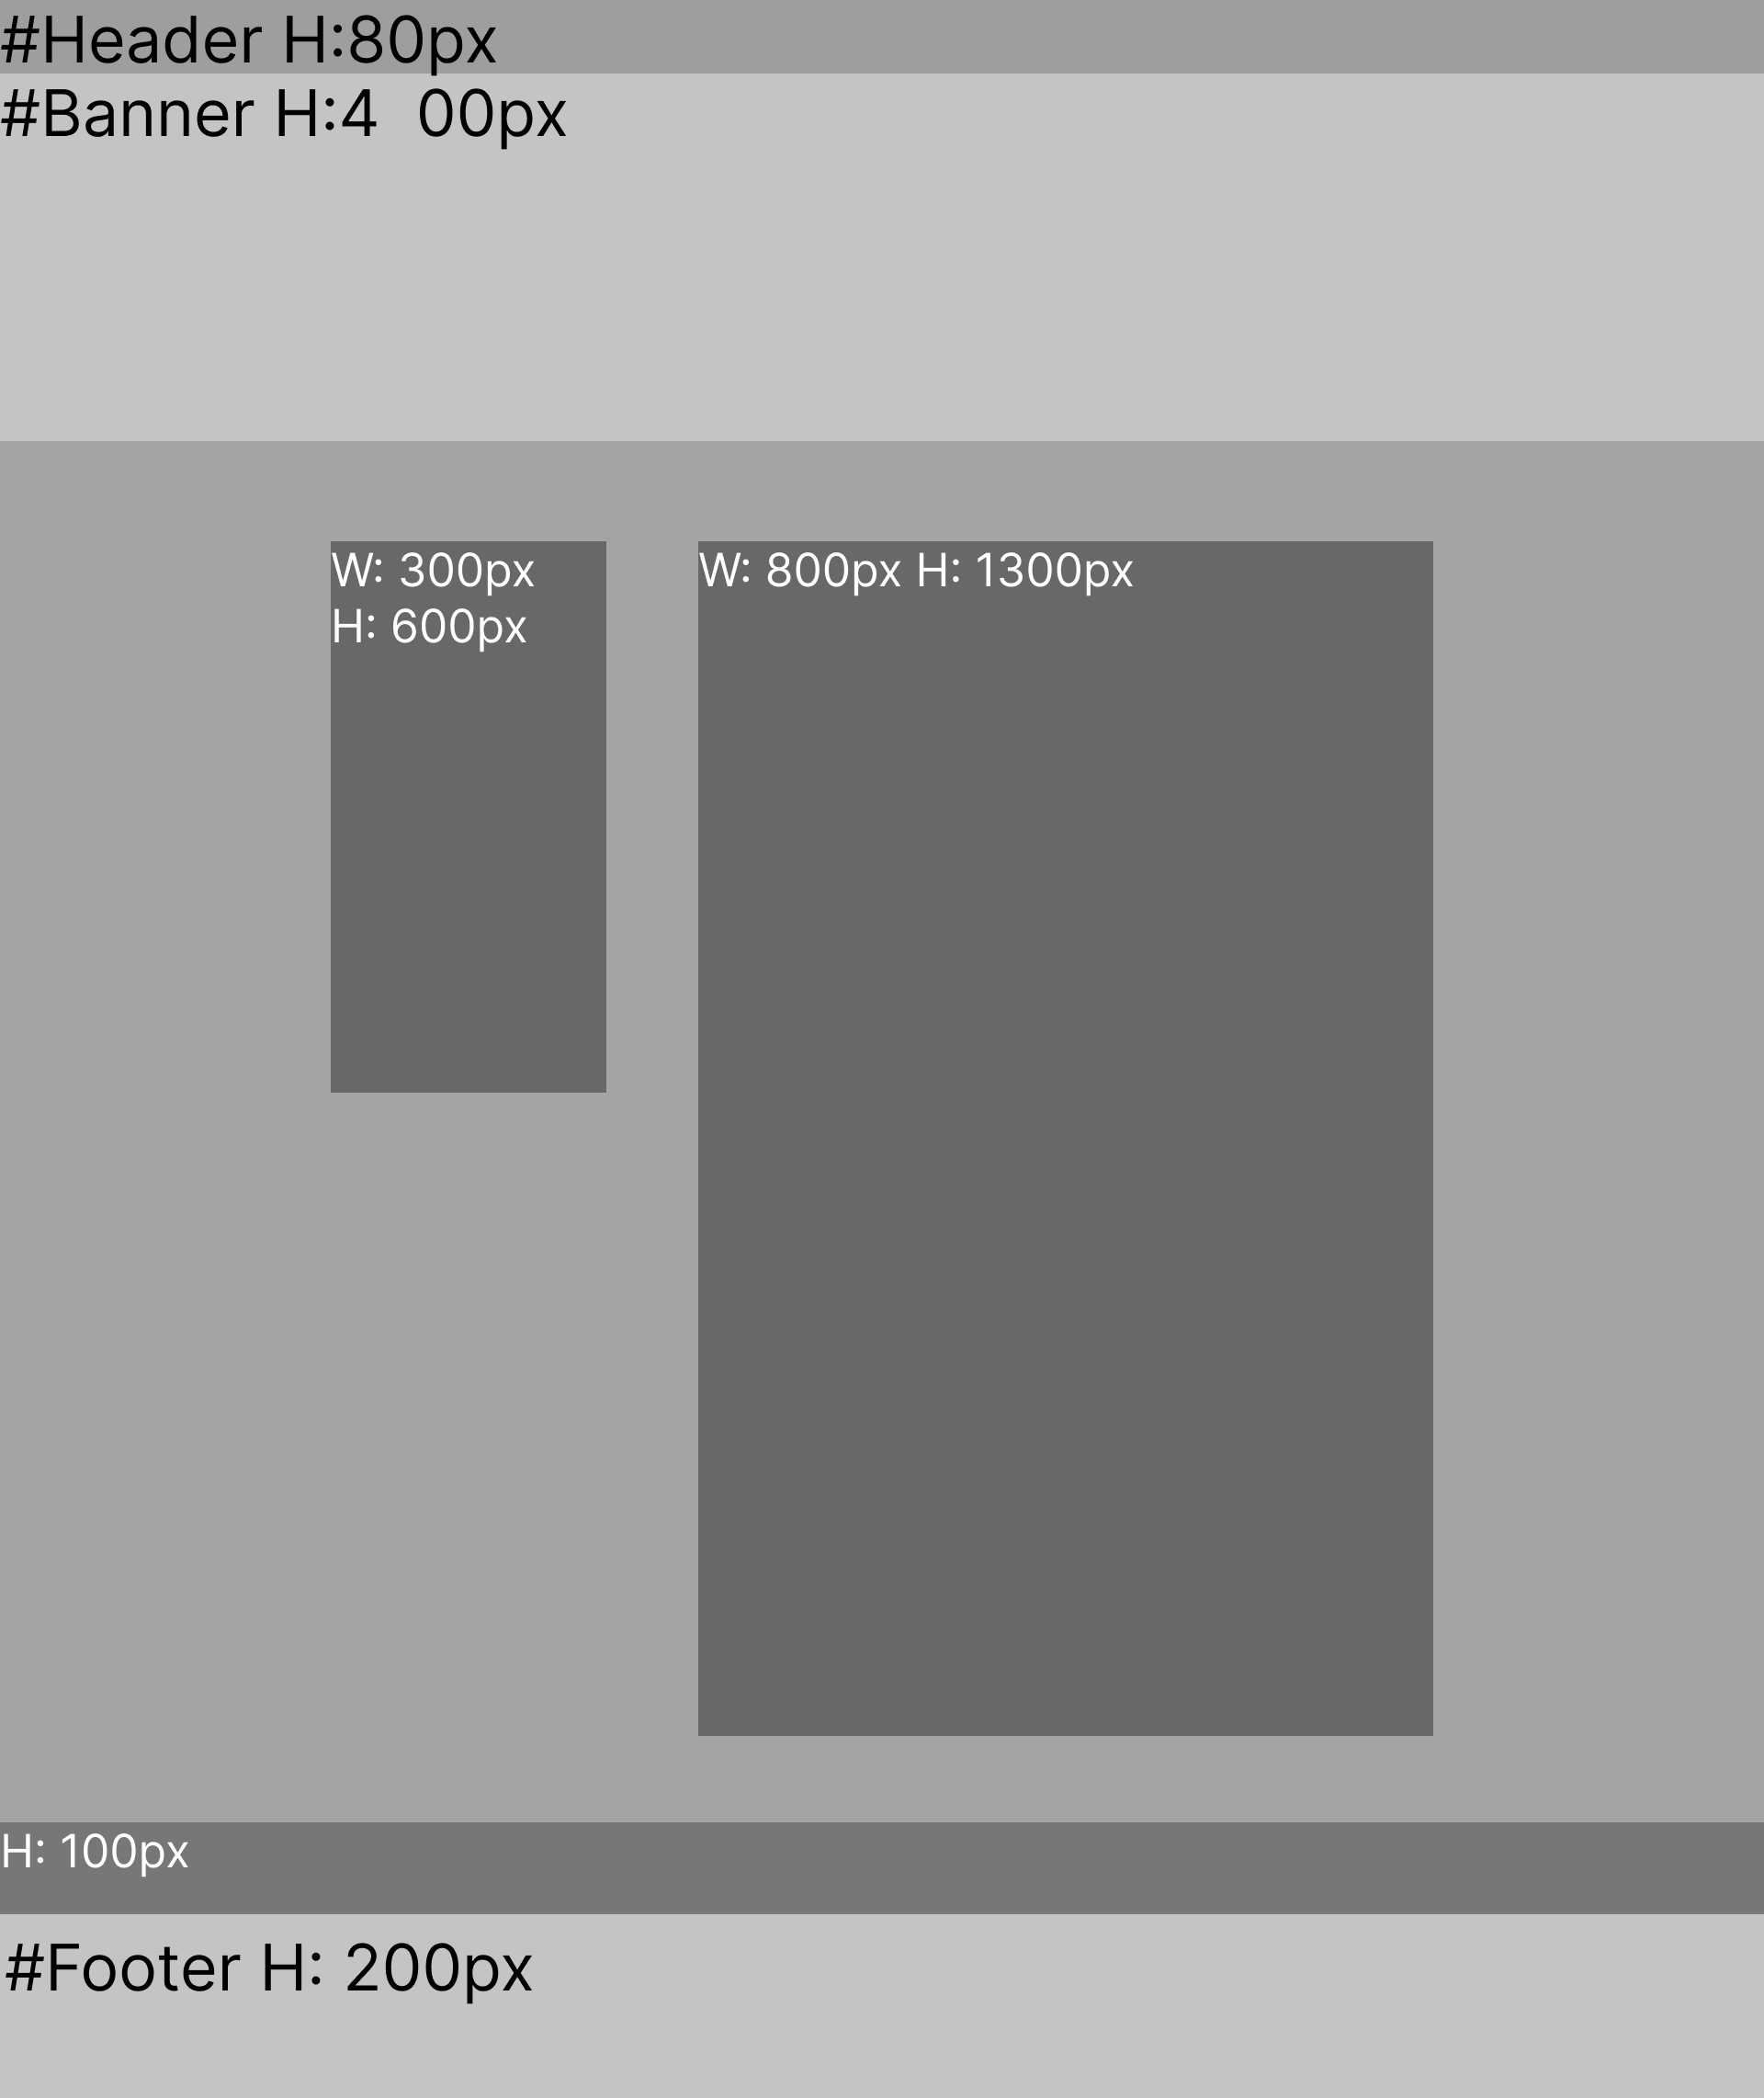 #Header H:80px
#Banner H:4  00px
W: 300px
H: 600px
W: 800px H: 1300px
H: 100px
#Footer H: 200px